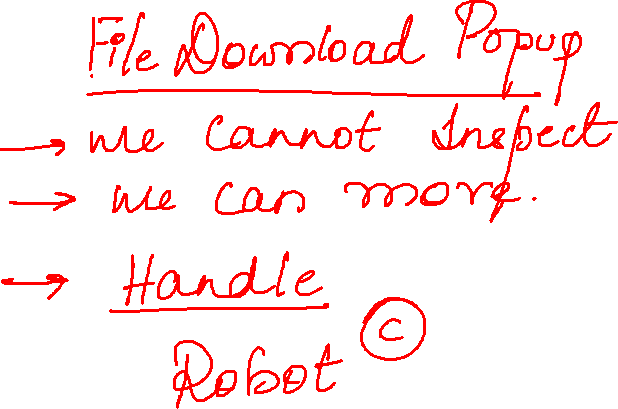 File Download Popup
→ We cannot Inspect
→ We can move.
→ Handle
Robot ©